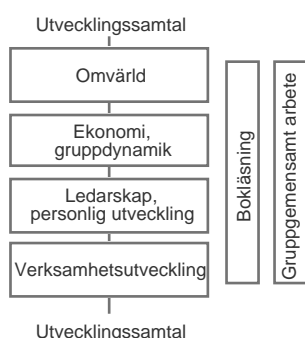 Utvecklingssamtal
Omvärld
Ekonomi,
gruppdynamik
Ledarskap,
personlig utveckling
Verksamhetsutveckling
Utvecklingssamtal
Bokläsning
Gruppgemensamt arbete